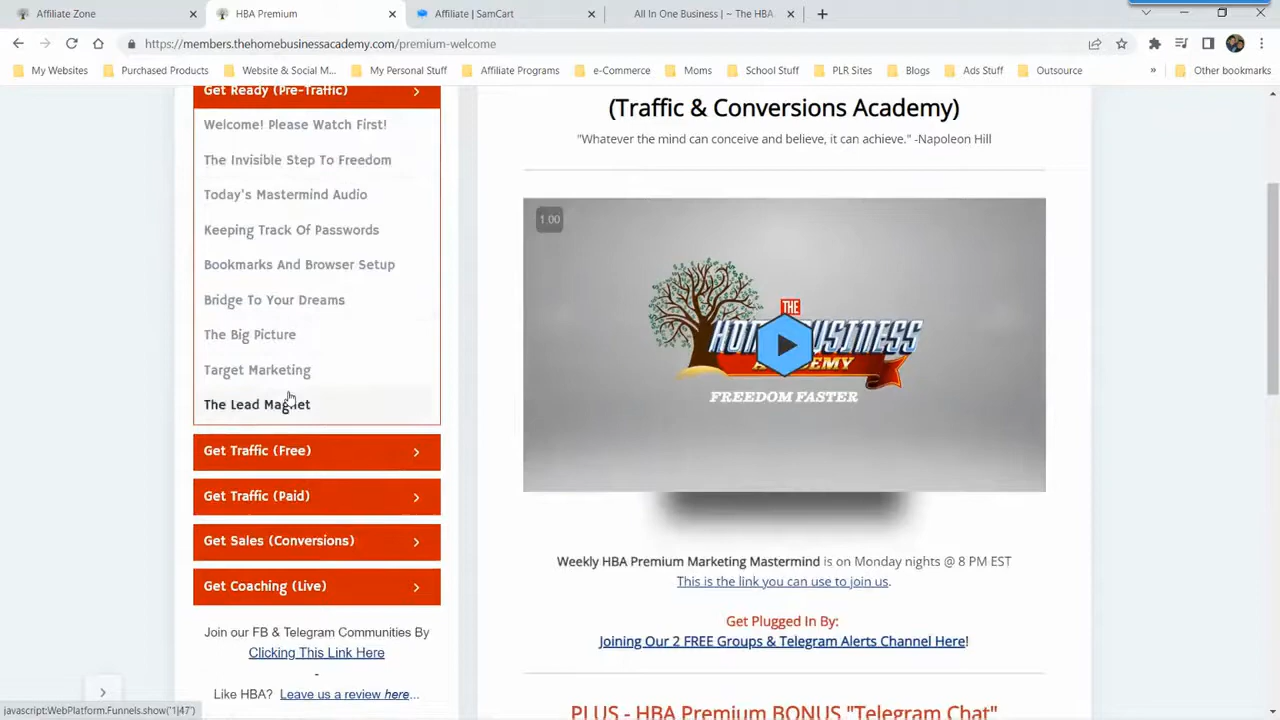 Affiliate Zone
HBA Premium
Affiliate | SamCart
All In One Business | ~ The HBA
https://members.thehomebusinessacademy.com/premium-welcome
My Websites
Purchased Products
Website & Social M...
My Personal Stuff
Affiliate Programs
e-Commerce
Moms
School Stuff
PLR Sites
Blogs
Ads Stuff
Outsource
»
Other bookmarks
Get Ready (Pre-Traffic)
Welcome! Please Watch First!
The Invisible Step To Freedom
Today's Mastermind Audio
Keeping Track Of Passwords
Bookmarks And Browser Setup
Bridge To Your Dreams
The Big Picture
Target Marketing
The Lead Magnet
Get Traffic (Free)
Get Traffic (Paid)
Get Sales (Conversions)
Get Coaching (Live)
Join our FB & Telegram Communities By
Clicking This Link Here
-
Like HBA? Leave us a review here...
javascript:WebPlatform.Funnels.show('1|47')
(Traffic & Conversions Academy)
"Whatever the mind can conceive and believe, it can achieve." -Napoleon Hill
1.00
THE
FREEDOM FASTER
Weekly HBA Premium Marketing Mastermind is on Monday nights @ 8 PM EST
This is the link you can use to join us.
Get Plugged In By:
Joining Our 2 FREE Groups & Telegram Alerts Channel Here!
PLUS - HBA Premium BONUS "Telegram Chat"